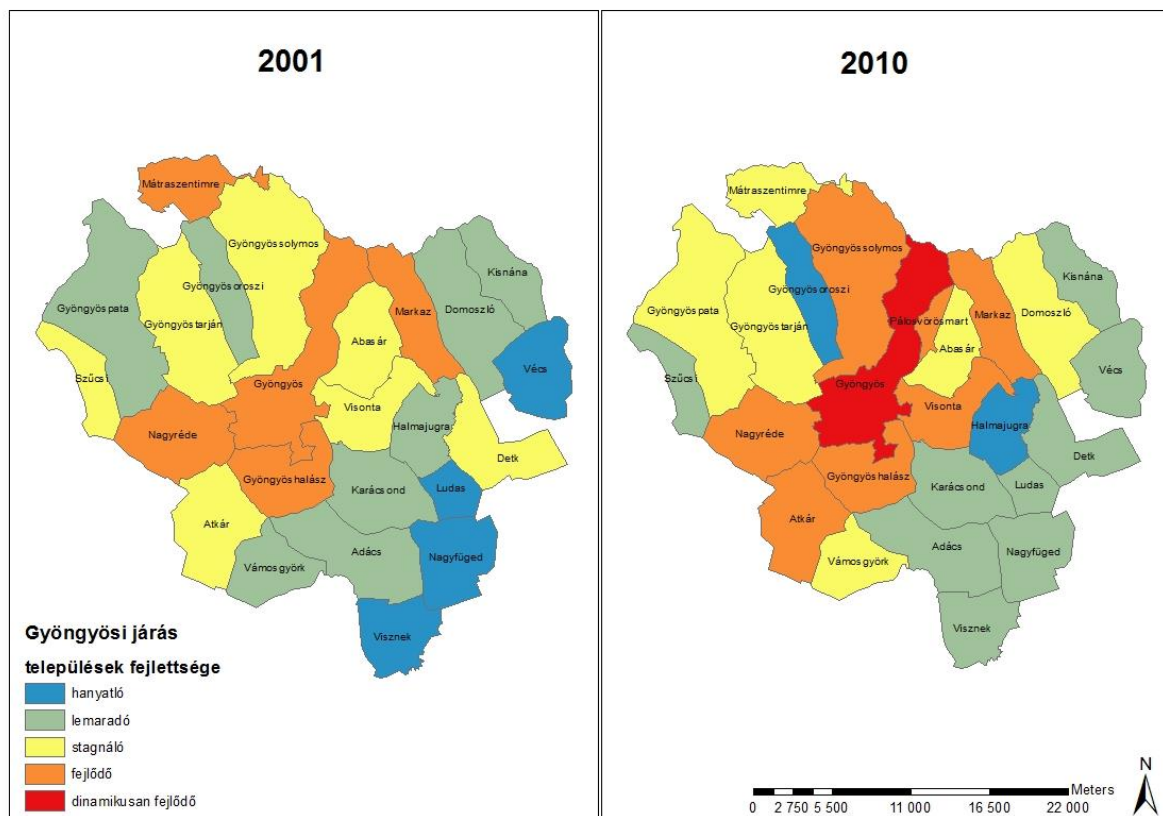 2001
Mátraszentimre
Gyöngyössolymos
Kisnána
Gyöngyösoroszi
Gyöngyöspata
Markaz
Domoszló
Gyöngyöstarján
Abasár
Szűcsi
Vécs
Gyöngyös
Visonta
Halmajugra
Nagyréde
Detk
Gyöngyöshalász
Ludas
Karácsond
Atkár
Adács
Nagyfüged
Vámosgyörk
Visznek
Gyöngyösi járás
települések fejlettsége
hanyatló
lemaradó
stagnáló
fejlődő
dinamikusan fejlődő
2010
Mátraszentimre
Gyöngyössolymos
Kisnána
Gyöngyösoroszi
Gyöngyöspata
Pálosvörösmart
Markaz
Domoszló
Gyöngyöstarján
Abasár
Szűcsi
Vécs
Gyöngyös
Visonta
Halmajugra
Nagyréde
Detk
Gyöngyöshalász
Karácsond
Ludas
Atkár
Adács
Nagyfüged
Vámosgyörk
Visznek
N
Meters
0 2 750 5 500 11 000 16 500 22 000